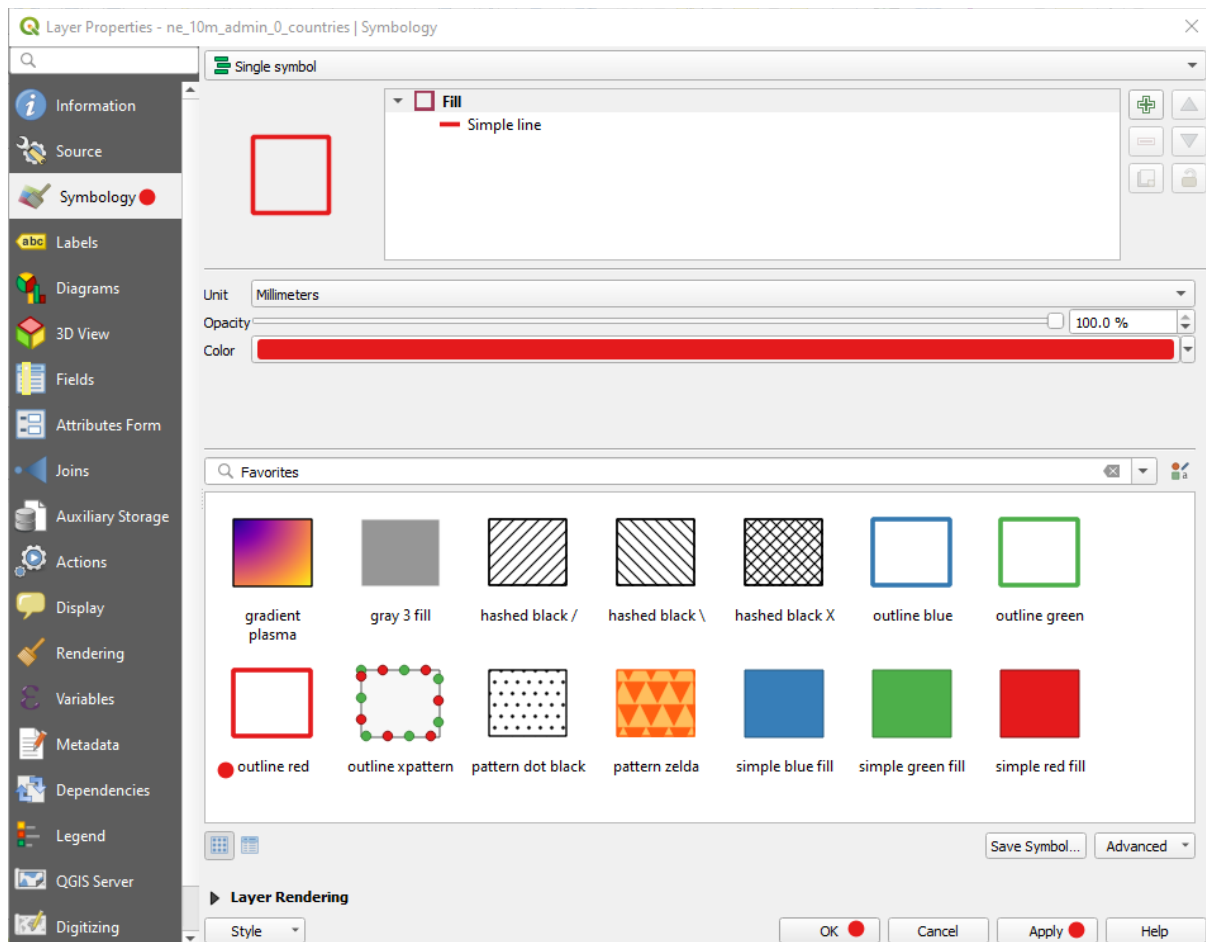 Layer Properties - ne_10m_admin_0_countries | Symbology
Single symbol
Information
Source
Symbology
Labels
Diagrams
3D View
Fields
Attributes Form
Joins
Auxiliary Storage
Actions
Display
Rendering
Variables
Metadata
Dependencies
Legend
QGIS Server
Digitizing
abc
Fill
Simple line
Unit Millimeters
Opacity 100.0 %
Color
Favorites
gradient plasma
gray 3 fill
hashed black /
hashed black \
hashed black X
outline blue
outline green
outline red
outline xpattern
pattern dot black
pattern zelda
simple blue fill
simple green fill
simple red fill
Save Symbol...
Advanced
Layer Rendering
Style
OK
Cancel
Apply
Help